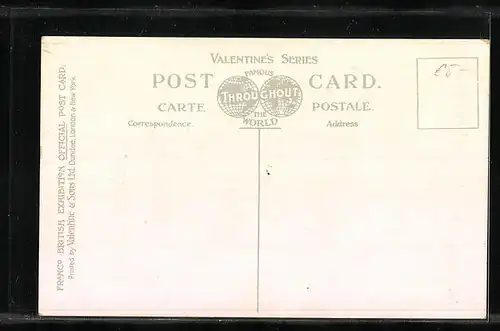 VALENTINE'S SERIES
FAMOUS
POST CARD.
THROUGHOUT
CARTE POSTALE.
THE
WORLD
Correspondence. Address
FRANCO BRITISH EXHIBITION OFFICIAL POST CARD.
Printed by Valentine & Sons Ltd. Dundee, London & New York.